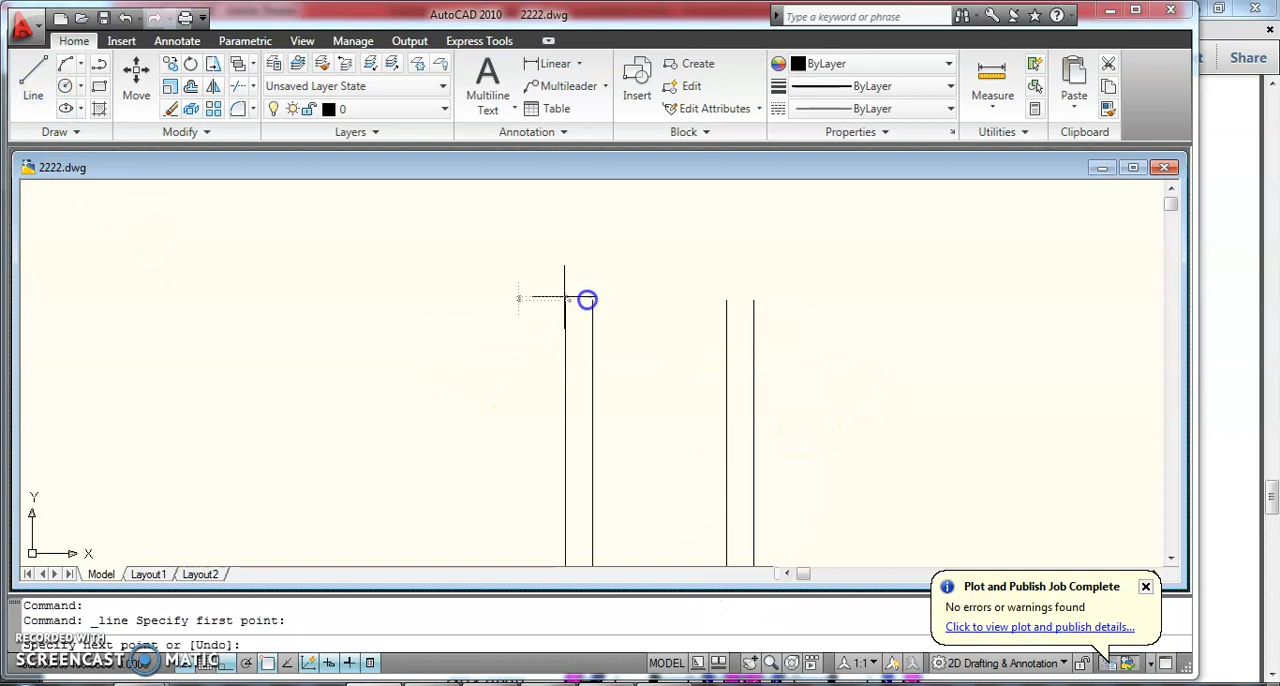 AutoCAD 2010 2222.dwg
Type a keyword or phrase
Home Insert Annotate Parametric View Manage Output Express Tools
Share
Line
Move
Unsaved Layer State
0
Multiline
Text
Linear
Multileader
Table
Insert
Create
Edit
Edit Attributes
ByLayer
ByLayer
ByLayer
Measure
Paste
Draw Modify Layers Annotation Block Properties Utilities Clipboard
2222.dwg
Y
X
Model Layout1 Layout2
Plot and Publish Job Complete
No errors or warnings found
Click to view plot and publish details...
Command:
Command: _line Specify first point:
Specify next point or [Undo]:
RECORDED WITH
SCREENCAST MATIC
MODEL 1:1 2D Drafting & Annotation